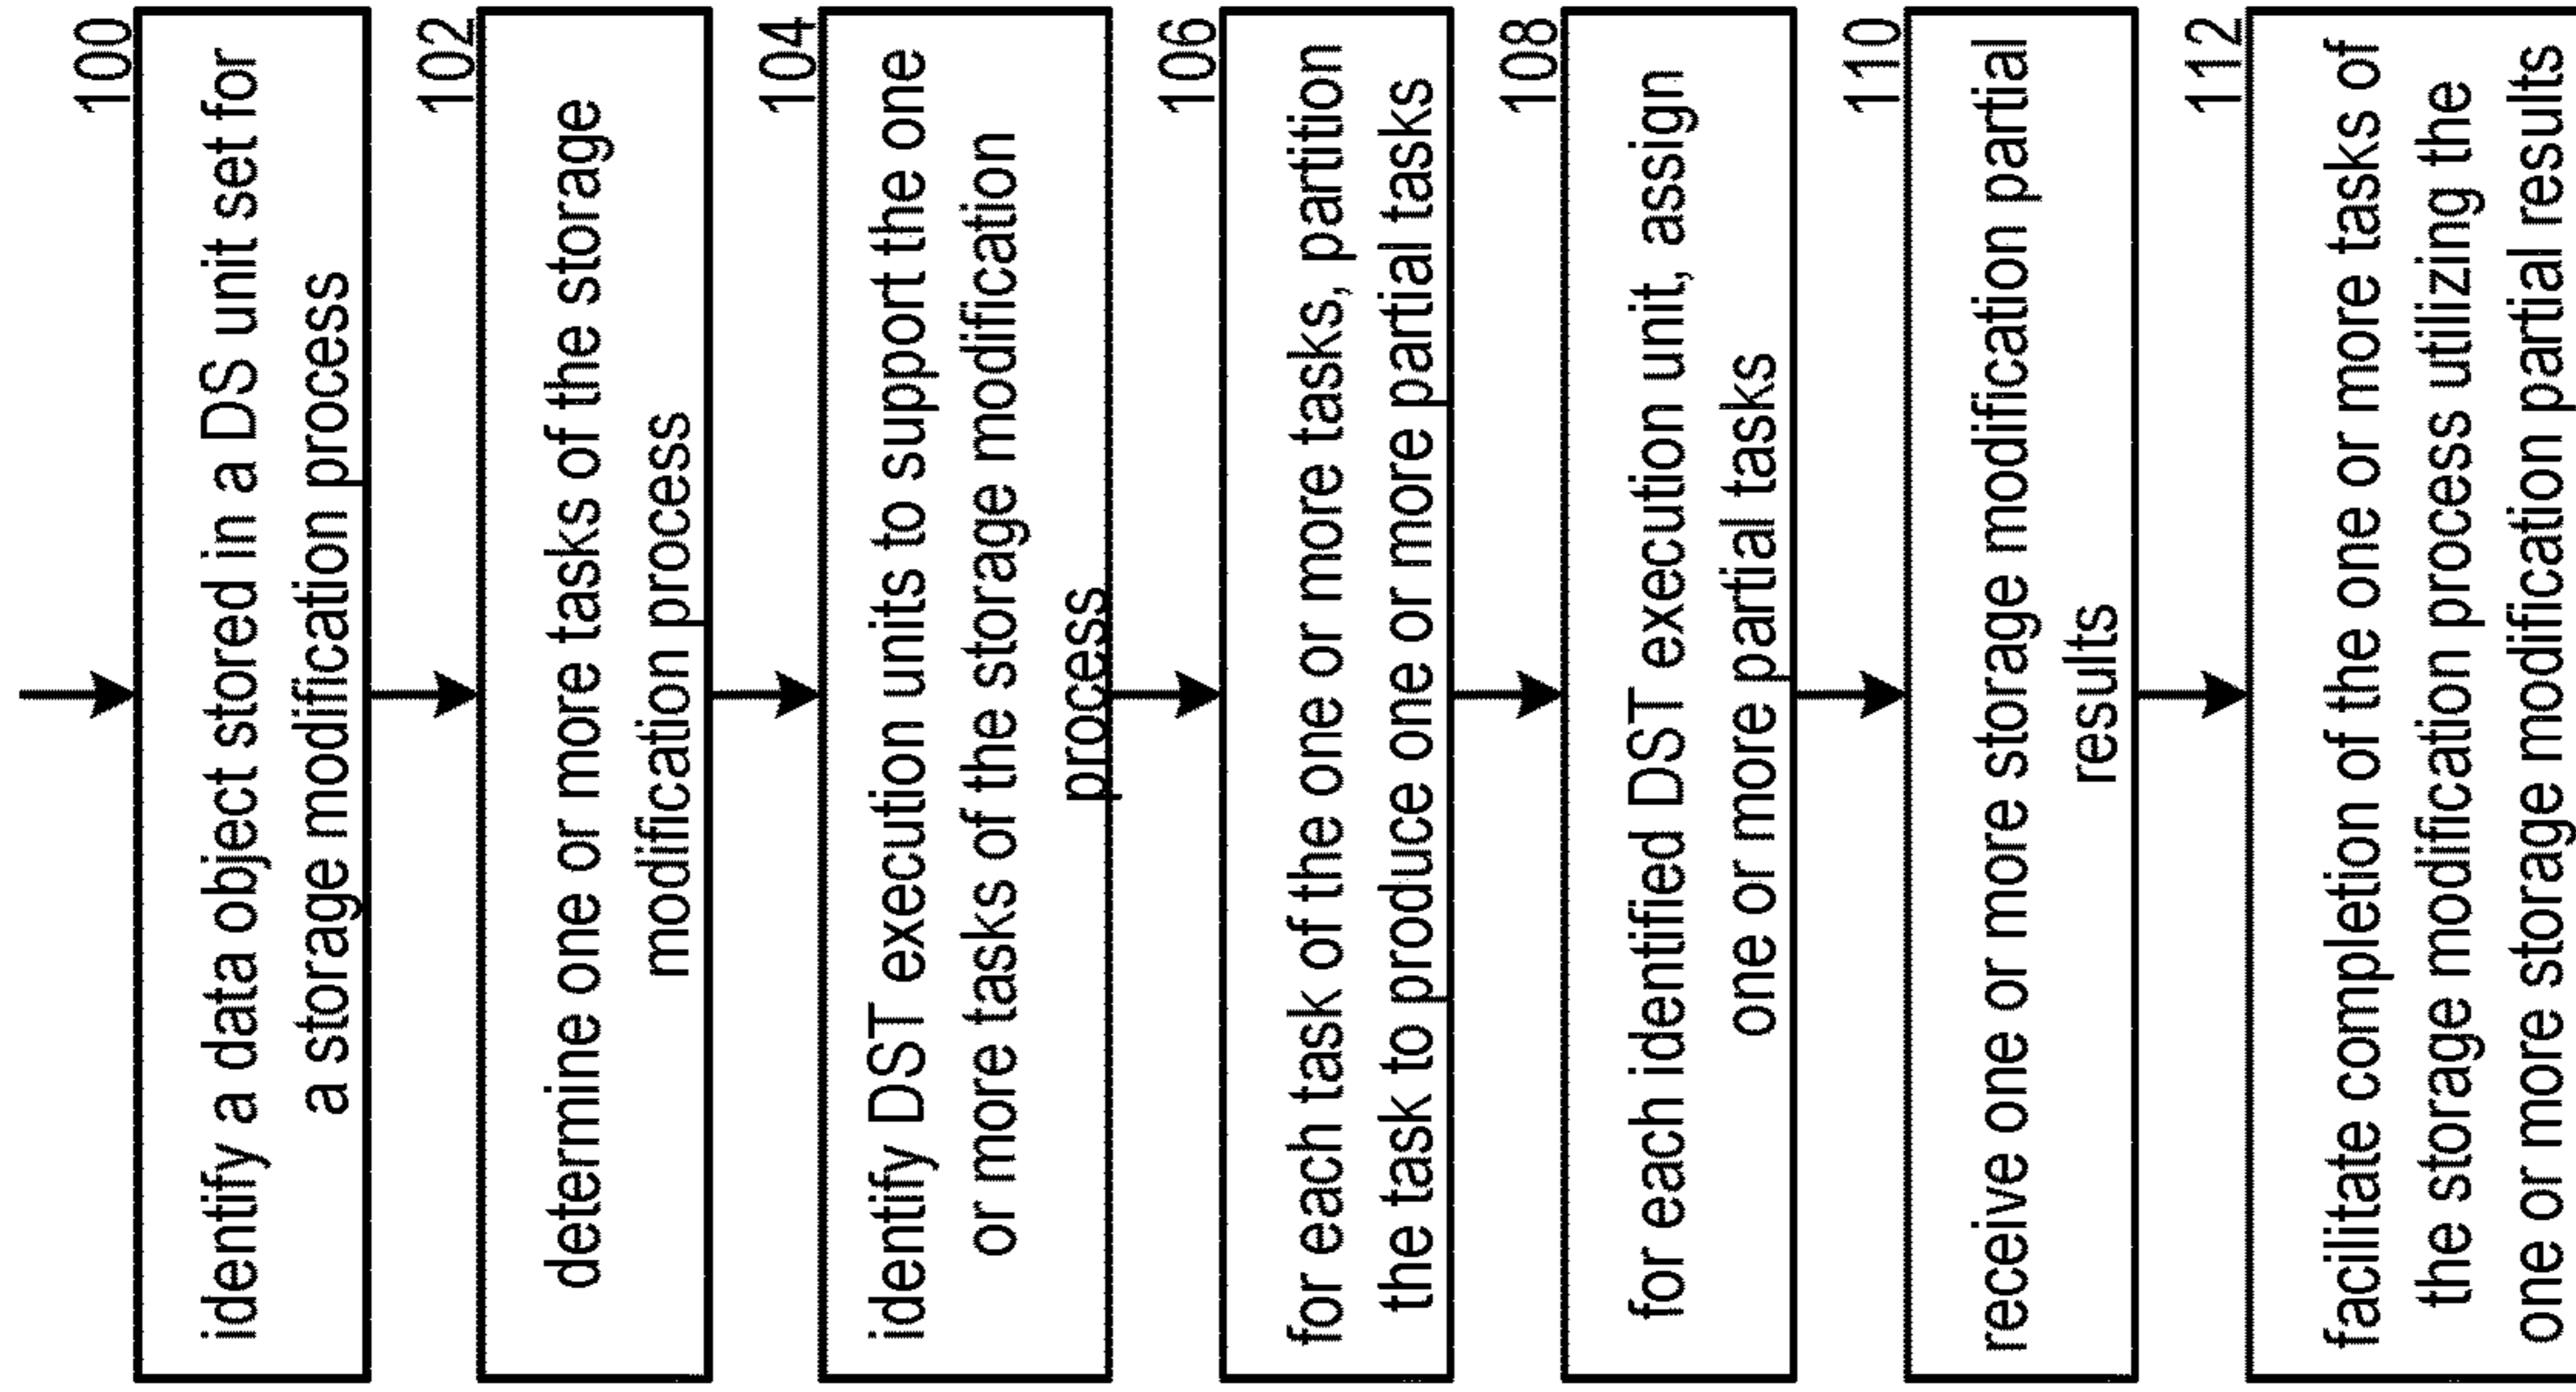 100
identify a data object stored in a DS unit set for
a storage modification process
102
determine one or more tasks of the storage
modification process
104
identify DST execution units to support the one
or more tasks of the storage modification
process
106
for each task of the one or more tasks, partition
the task to produce one or more partial tasks
108
for each identified DST execution unit, assign
one or more partial tasks
110
receive one or more storage modification partial
results
112
facilitate completion of the one or more tasks of
the storage modification process utilizing the
one or more storage modification partial results